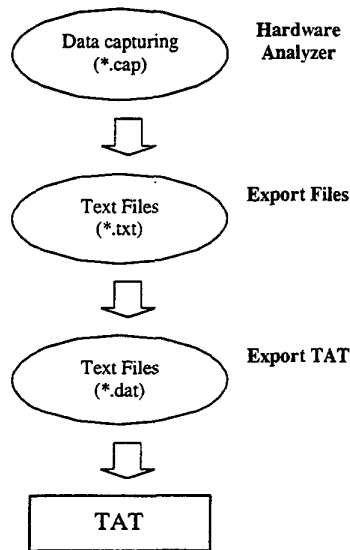 Data capturing
(*.cap)
Hardware
Analyzer
Text Files
(*.txt)
Export Files
Text Files
(*.dat)
Export TAT
TAT